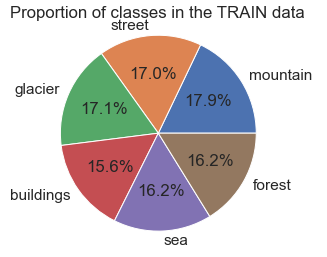 Proportion of classes in the TRAIN data
street
mountain
17.0%
glacier
17.9%
17.1%
15.6%
16.2%
16.2%
buildings
forest
sea